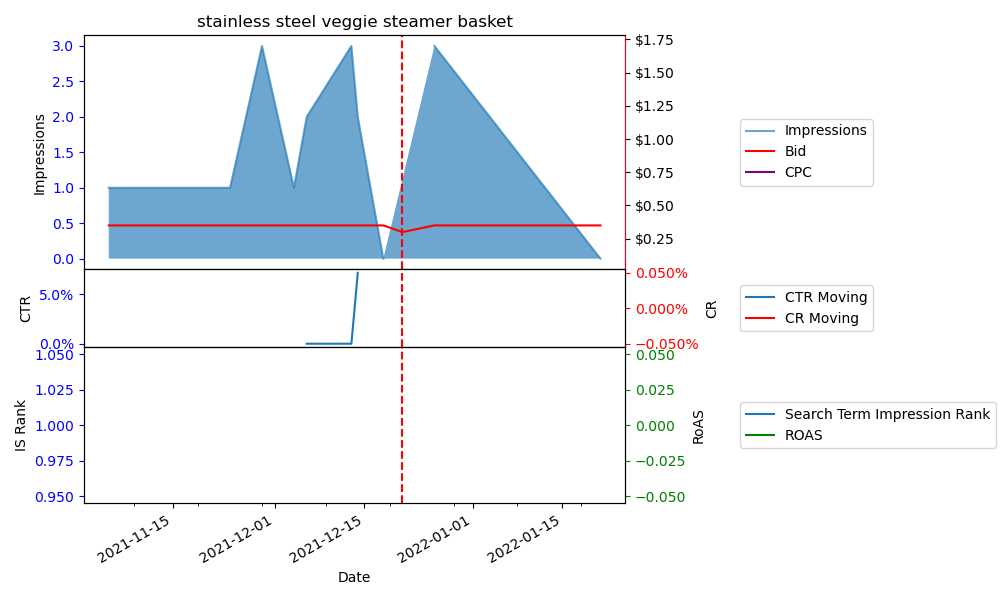 stainless steel veggie steamer basket
3.0
2.5
2.0
1.5
1.0
0.5
0.0
Impressions
$1.75
$1.50
$1.25
$1.00
$0.75
$0.50
$0.25
Impressions
Bid
CPC
5.0%
0.0%
CTR
0.050%
0.000%
−0.050%
CR
CTR Moving
CR Moving
1.050
1.025
1.000
0.975
0.950
IS Rank
0.050
0.025
0.000
−0.025
−0.050
RoAS
Search Term Impression Rank
ROAS
2021-11-15
2021-12-01
2021-12-15
2022-01-01
2022-01-15
Date